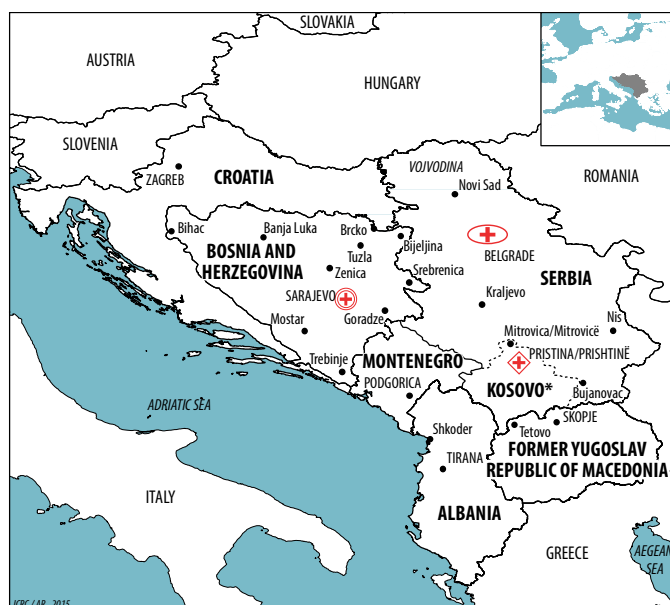 SLOVAKIA
AUSTRIA
HUNGARY
SLOVENIA
VOJVODINA
ROMANIA
ZAGREB
CROATIA
Novi Sad
Bihac
Banja Luka
Brcko
Bijeljina
BOSNIA AND
HERZEGOVINA
Tuzla
BELGRADE
Zenica
Srebrenica
SERBIA
SARAJEVO
Kraljevo
Mostar
Goradze
Nis
Mitrovica/Mitrovicë
Trebinje
MONTENEGRO
PRISTINA/PRISHTINË
PODGORICA
KOSOVO*
Bujanovac
ADRIATIC SEA
SKOPJE
Shkoder
Tetovo
FORMER YUGOSLAV
REPUBLIC OF MACEDONIA
TIRANA
ITALY
ALBANIA
GREECE
AEGEAN
SEA
ICRC / AR_2015